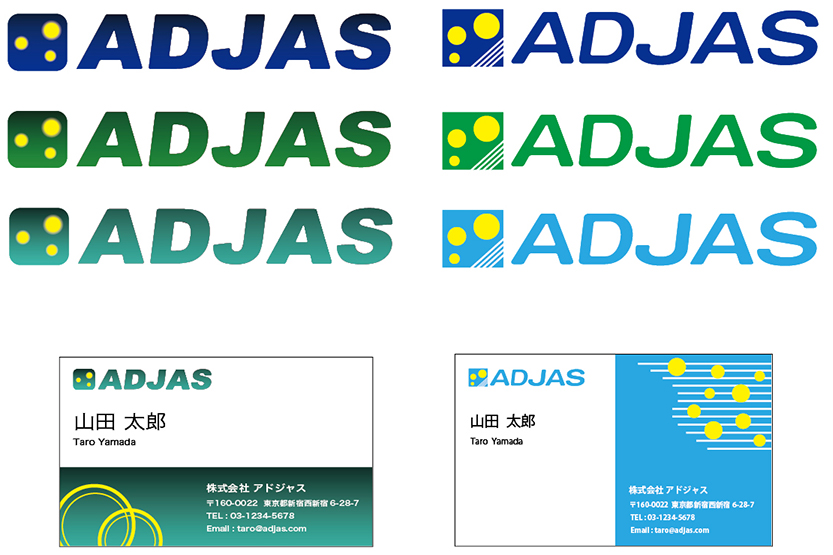 ADJAS
ADJAS
ADJAS
ADJAS
ADJAS
ADJAS
ADJAS
山田 太郎
Taro Yamada
株式会社 アドジャス
〒160-0022 東京都新宿西新宿 6-28-7
TEL : 03-1234-5678
Email : taro@adjas.com
ADJAS
山田 太郎
Taro Yamada
株式会社 アドジャス
〒160-0022 東京都新宿西新宿 6-28-7
TEL : 03-1234-5678
Email : taro@adjas.com